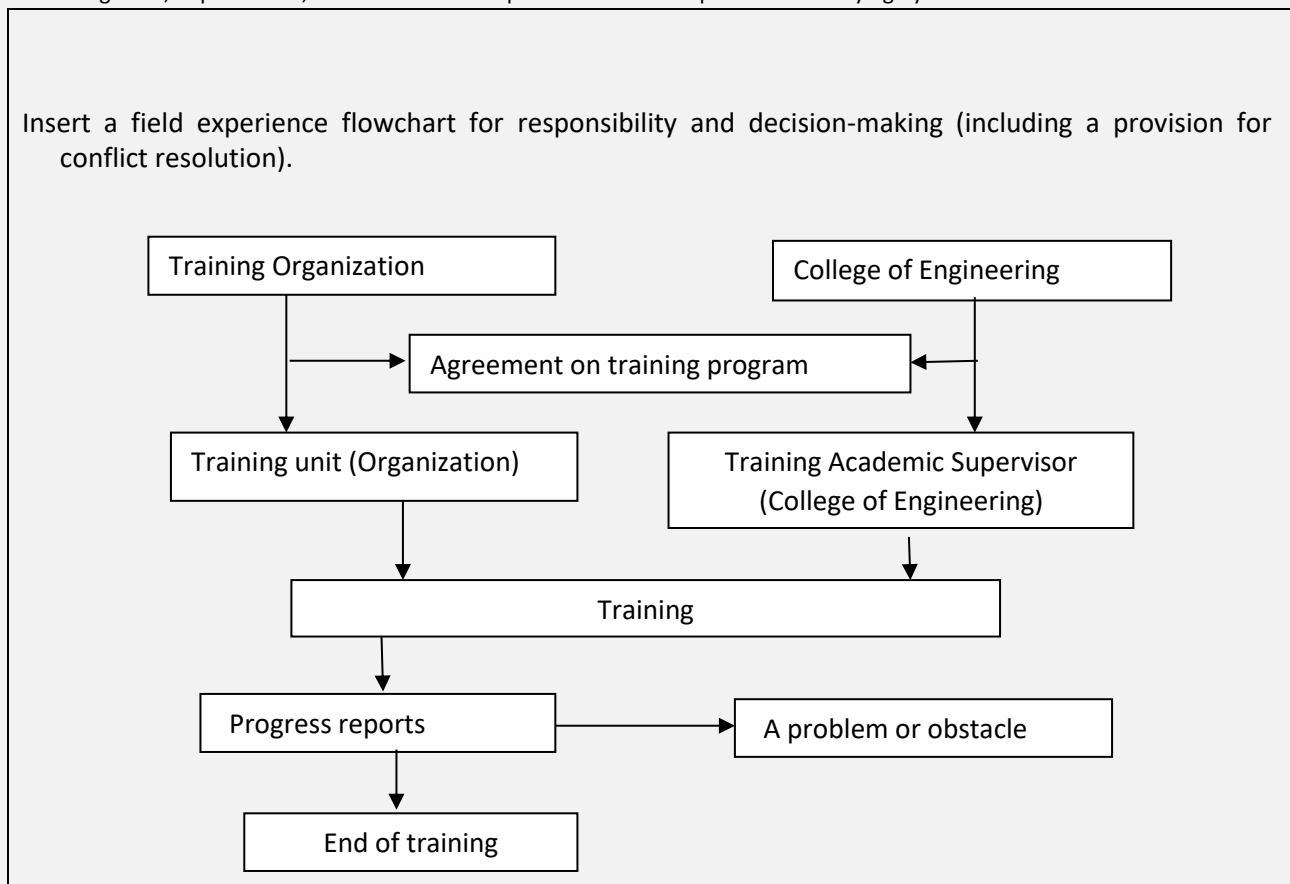 Insert a field experience flowchart for responsibility and decision-making (including a provision for
conflict resolution).
Training Organization
College of Engineering
Agreement on training program
Training unit (Organization)
Training Academic Supervisor
(College of Engineering)
Training
Progress reports
A problem or obstacle
End of training